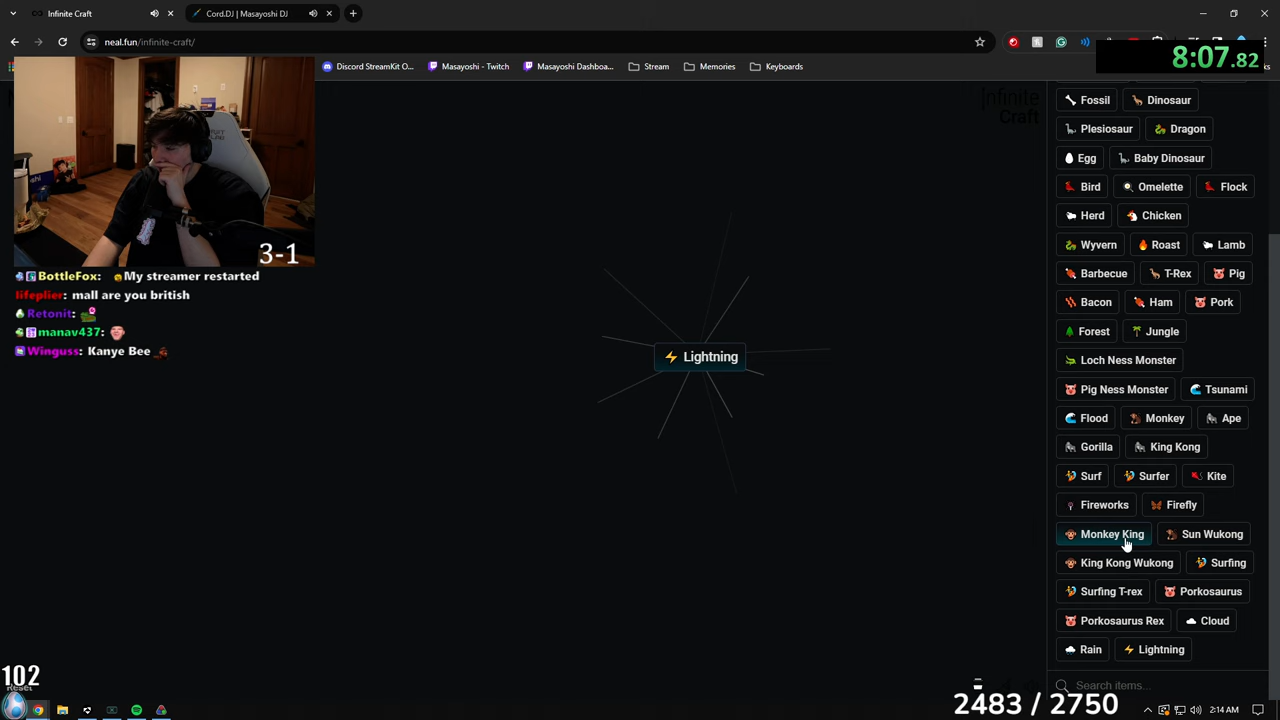 Infinite Craft
Cord.DJ | Masayoshi DJ
neal.fun/infinite-craft/
8:07.82
Discord StreamKit O...
Masayoshi - Twitch
Masayoshi Dashboa...
Stream
Memories
Keyboards
Infinite
Craft
3-1
BottleFox: My streamer restarted
lifeplier: mall are you british
Retonit:
manav437:
Winguss: Kanye Bee
Lightning
Fossil Dinosaur
Plesiosaur Dragon
Egg Baby Dinosaur
Bird Omelette Flock
Herd Chicken
Wyvern Roast Lamb
Barbecue T-Rex Pig
Bacon Ham Pork
Forest Jungle
Loch Ness Monster
Pig Ness Monster Tsunami
Flood Monkey Ape
Gorilla King Kong
Surf Surfer Kite
Fireworks Firefly
Monkey King Sun Wukong
King Kong Wukong Surfing
Surfing T-rex Porkosaurus
Porkosaurus Rex Cloud
Rain Lightning
Search items...
102
Reset
2483 / 2750
2:14 AM